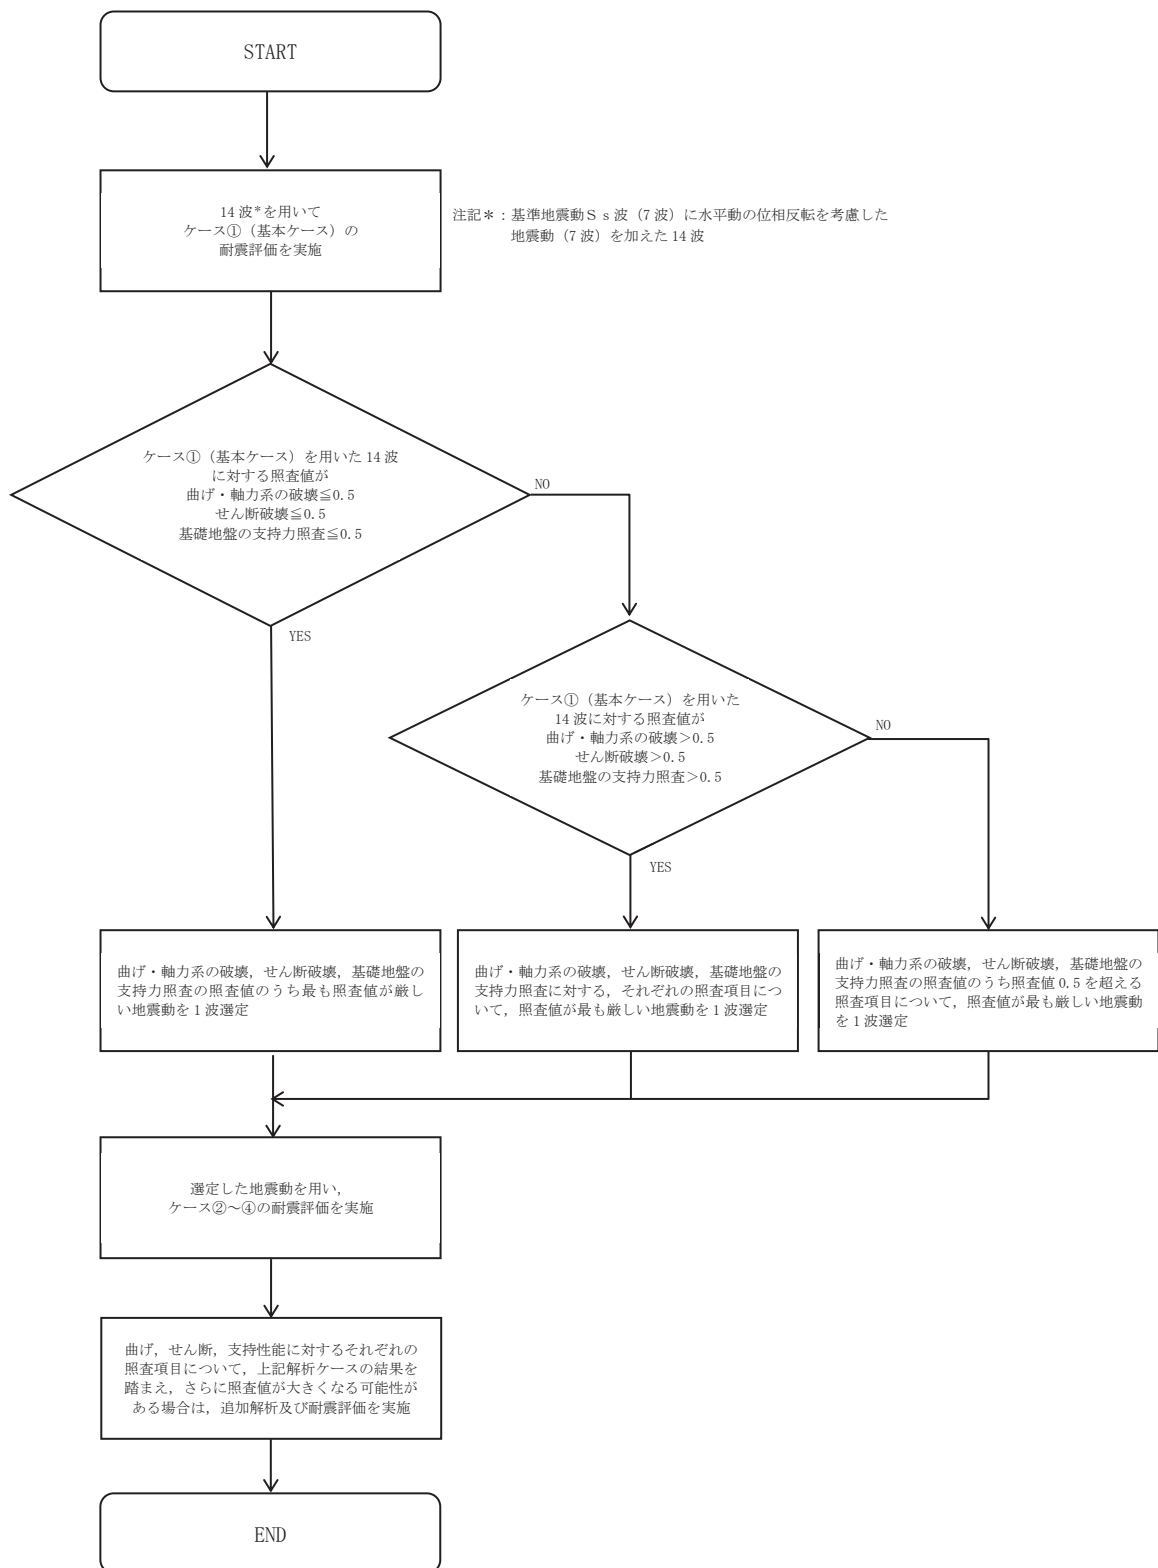 START
14 波*を用いて
ケース①（基本ケース）の
耐震評価を実施
注記＊：基準地震動Ｓｓ波（7 波）に水平動の位相反転を考慮した
地震動（7 波）を加えた 14 波
ケース①（基本ケース）を用いた 14 波
に対する照査値が
曲げ・軸力系の破壊≦0.5
せん断破壊≦0.5
基礎地盤の支持力照査≦0.5
NO
YES
ケース①（基本ケース）を用いた
14 波に対する照査値が
曲げ・軸力系の破壊＞0.5
せん断破壊＞0.5
基礎地盤の支持力照査＞0.5
NO
YES
曲げ・軸力系の破壊，せん断破壊，基礎地盤の
支持力照査の照査値のうち最も照査値が厳し
い地震動を 1 波選定
曲げ・軸力系の破壊，せん断破壊，基礎地盤の
支持力照査に対する，それぞれの照査項目につ
いて，照査値が最も厳しい地震動を 1 波選定
曲げ・軸力系の破壊，せん断破壊，基礎地盤の
支持力照査の照査値のうち照査値 0.5 を超える
照査項目について，照査値が最も厳しい地震動
を 1 波選定
選定した地震動を用い，
ケース②～④の耐震評価を実施
曲げ，せん断，支持性能に対するそれぞれの
照査項目について，上記解析ケースの結果を
踏まえ，さらに照査値が大きくなる可能性が
ある場合は，追加解析及び耐震評価を実施
END